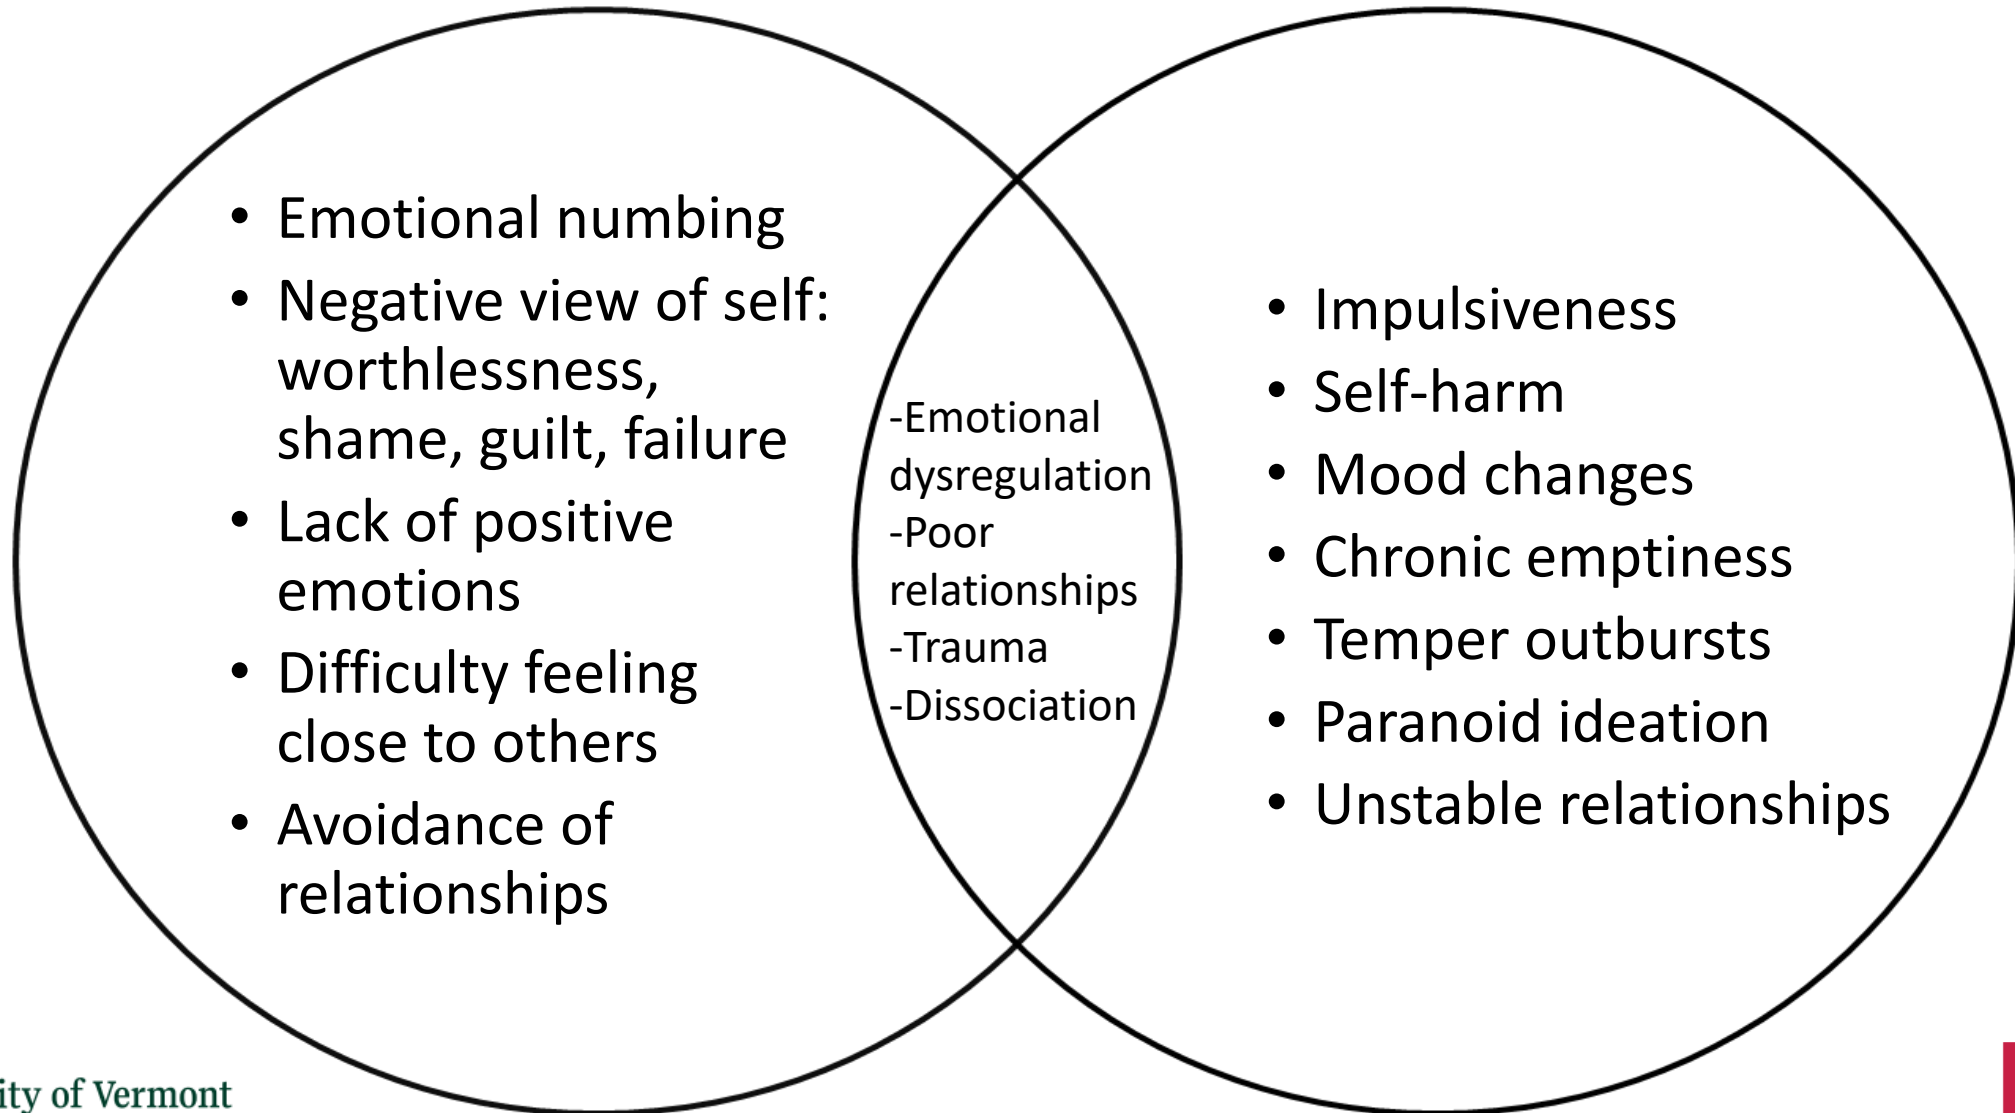 • Emotional numbing
• Negative view of self:
worthlessness,
shame, guilt, failure
• Lack of positive
emotions
• Difficulty feeling
close to others
• Avoidance of
relationships
-Emotional
dysregulation
-Poor
relationships
-Trauma
-Dissociation
• Impulsiveness
• Self-harm
• Mood changes
• Chronic emptiness
• Temper outbursts
• Paranoid ideation
• Unstable relationships
ity of Vermont